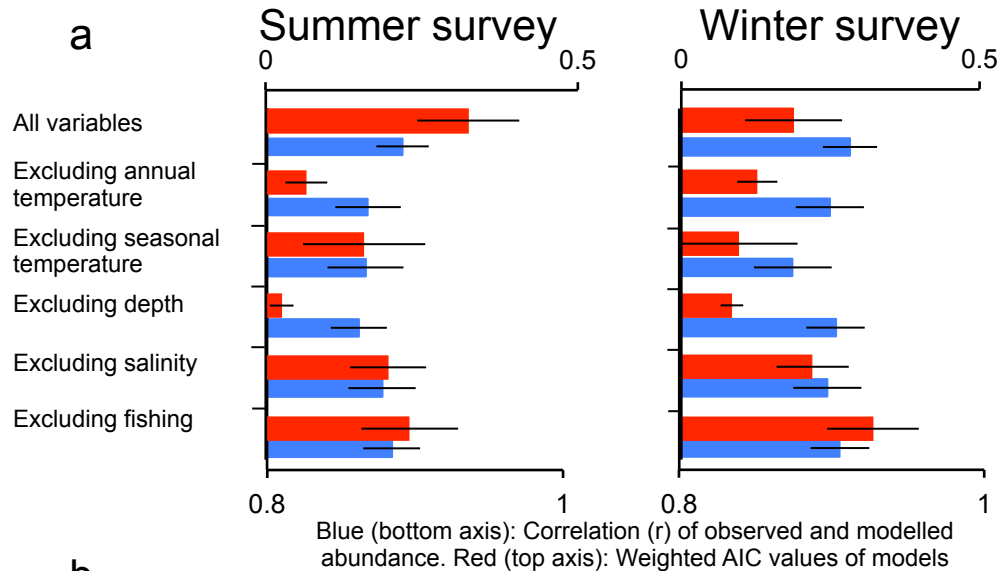 a
Summer survey
Winter survey
0 0.5
0 0.5
All variables
Excluding annual
temperature
Excluding seasonal
temperature
Excluding depth
Excluding salinity
Excluding fishing
0.8 1
0.8 1
Blue (bottom axis): Correlation (r) of observed and modelled
abundance. Red (top axis): Weighted AIC values of models